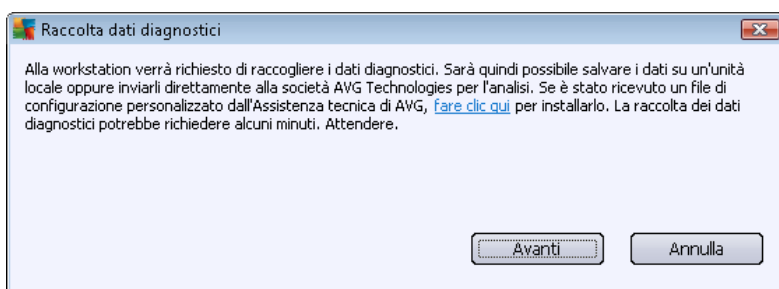 Raccolta dati diagnostici
Alla workstation verrà richiesto di raccogliere i dati diagnostici. Sarà quindi possibile salvare i dati su un'unità
locale oppure inviarli direttamente alla società AVG Technologies per l'analisi. Se è stato ricevuto un file di
configurazione personalizzato dall'Assistenza tecnica di AVG, fare clic qui per installarlo. La raccolta dei dati
diagnostici potrebbe richiedere alcuni minuti. Attendere.
Avanti
Annulla